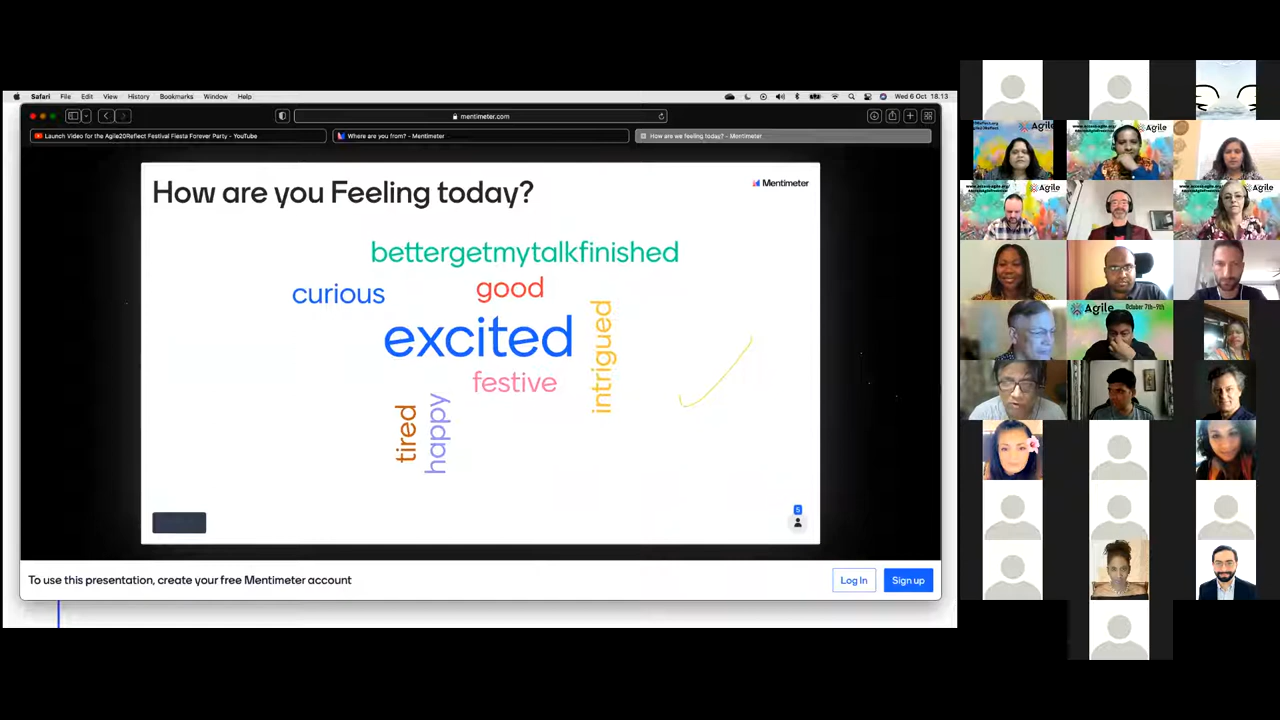 Safari File Edit View History Bookmarks Window Help Wed 6 Oct 18.13
mentimeter.com
Launch Video for the Agile20Reflect Festival Fiesta Forever Party - YouTube
Where are you from? - Mentimeter
How are we feeling today? - Mentimeter
How are you Feeling today?
Mentimeter
bettergetmytalkfinished
curious
good
excited
intrigued
festive
tired
happy
5
To use this presentation, create your free Mentimeter account
Log In
Sign up
Agile
Agile
Agile
Agile
Agile
October 7th-9th